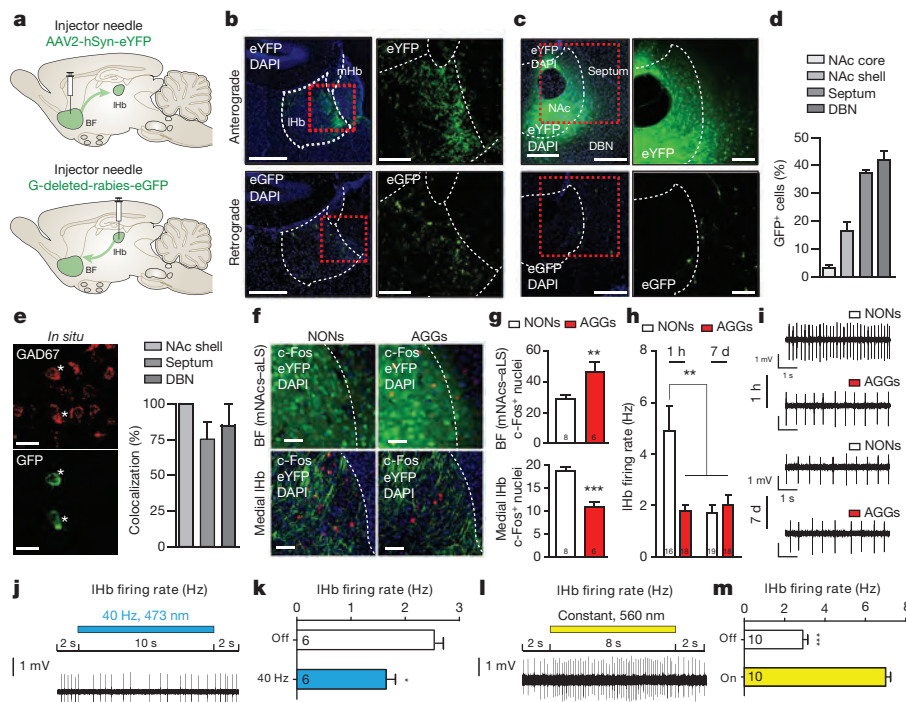 a
Injector needle
AAV2-hSyn-eYFP
BF
lHb
Injector needle
G-deleted-rabies-eGFP
BF
lHb
b
Anterograde
Retrograde
eYFP
DAPI
mHb
lHb
eYFP
eGFP
DAPI
eGFP
c
eYFP
DAPI
Septum
NAc
eYFP
DAPI
DBN
eYFP
eGFP
DAPI
eGFP
d
NAc core
NAc shell
Septum
DBN
GFP+ cells (%)
50
40
30
20
10
0
e
In situ
GAD67
*
*
GFP
*
*
NAc shell
Septum
DBN
Colocalization (%)
100
75
50
25
0
f
NONs
AGGs
BF (mNAcs–aLS)
c-Fos
eYFP
DAPI
c-Fos
eYFP
DAPI
Medial lHb
c-Fos
eYFP
DAPI
c-Fos
eYFP
DAPI
g
NONs
AGGs
BF (mNAcs–aLS)
c-Fos+ nuclei
60
40
20
0
**
8
6
Medial lHb
c-Fos+ nuclei
20
15
10
5
0
***
8
6
h
NONs
AGGs
1 h
7 d
**
lHb firing rate (Hz)
6
4
2
0
16
18
19
18
i
NONs
1 mV
1 s
1 h
AGGs
NONs
1 mV
1 s
7 d
AGGs
j
lHb firing rate (Hz)
40 Hz, 473 nm
2 s
10 s
2 s
1 mV
k
lHb firing rate (Hz)
0
1
2
3
Off
6
40 Hz
6
*
l
lHb firing rate (Hz)
Constant, 560 nm
2 s
8 s
2 s
1 mV
m
lHb firing rate (Hz)
0
2
4
6
8
Off
10
***
On
10